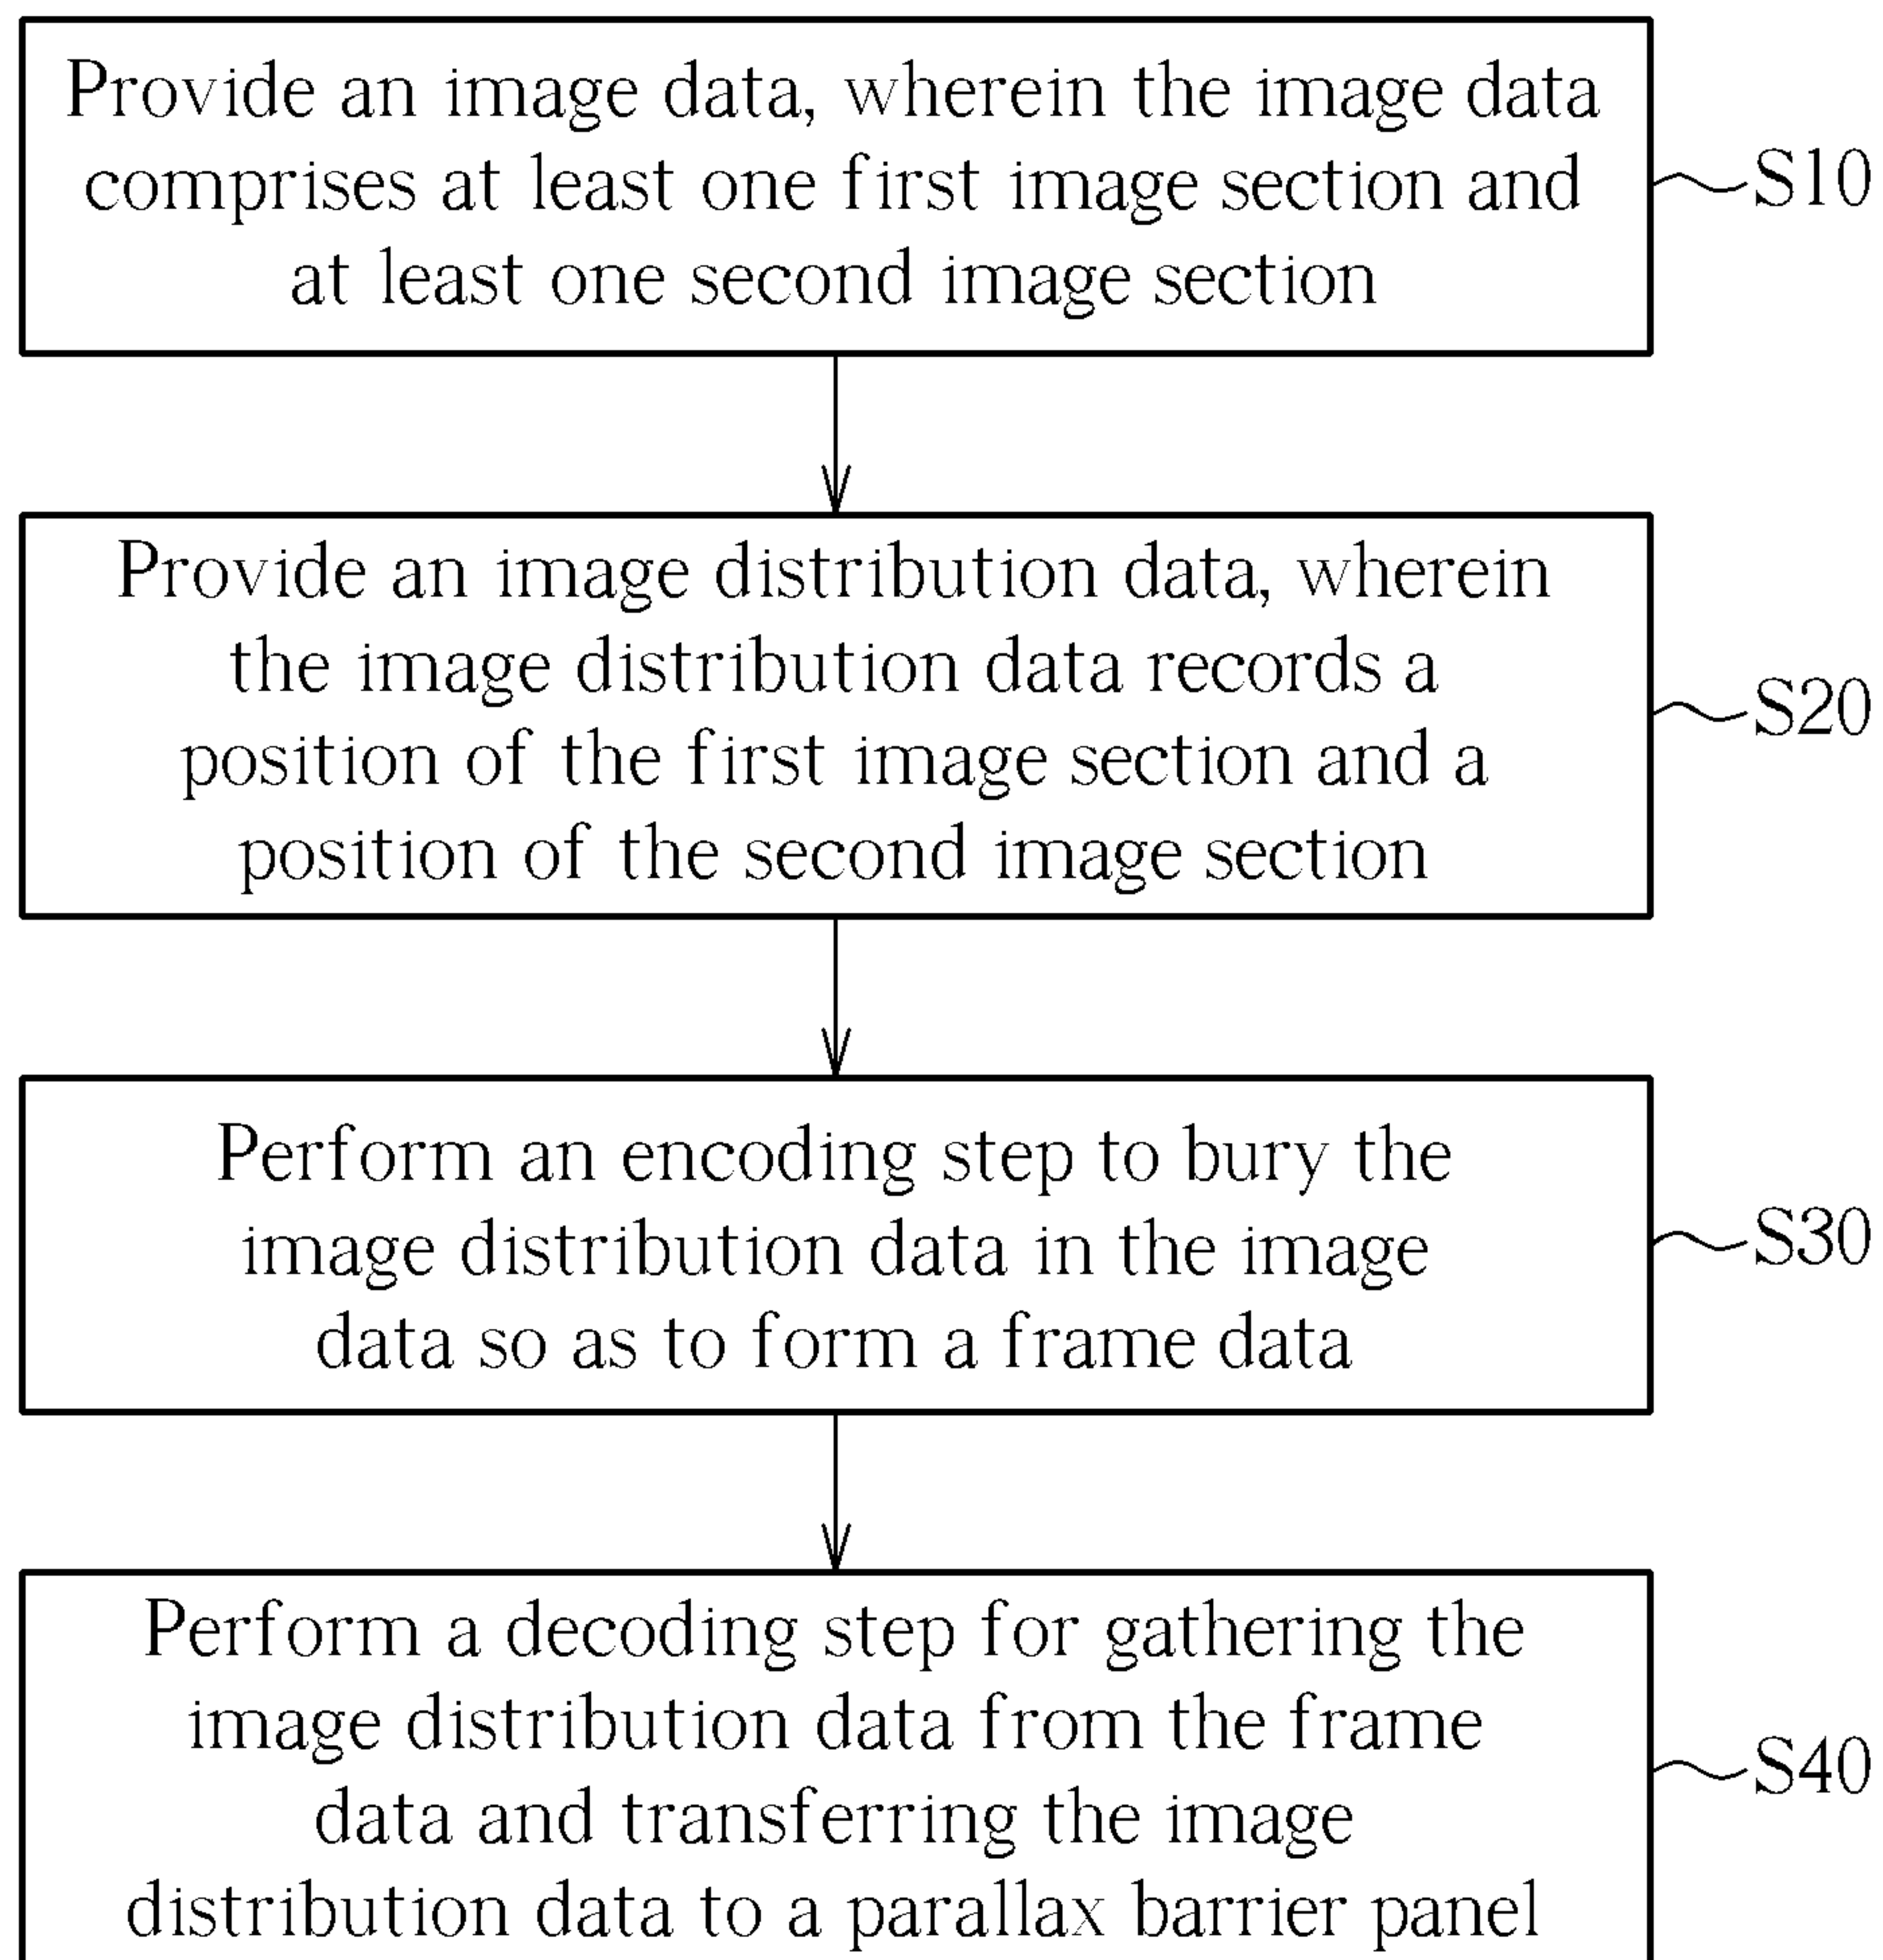 Provide an image data, wherein the image data
comprises at least one first image section and
at least one second image section
S10
Provide an image distribution data, wherein
the image distribution data records a
position of the first image section and a
position of the second image section
S20
Perform an encoding step to bury the
image distribution data in the image
data so as to form a frame data
S30
Perform a decoding step for gathering the
image distribution data from the frame
data and transferring the image
distribution data to a parallax barrier panel
S40